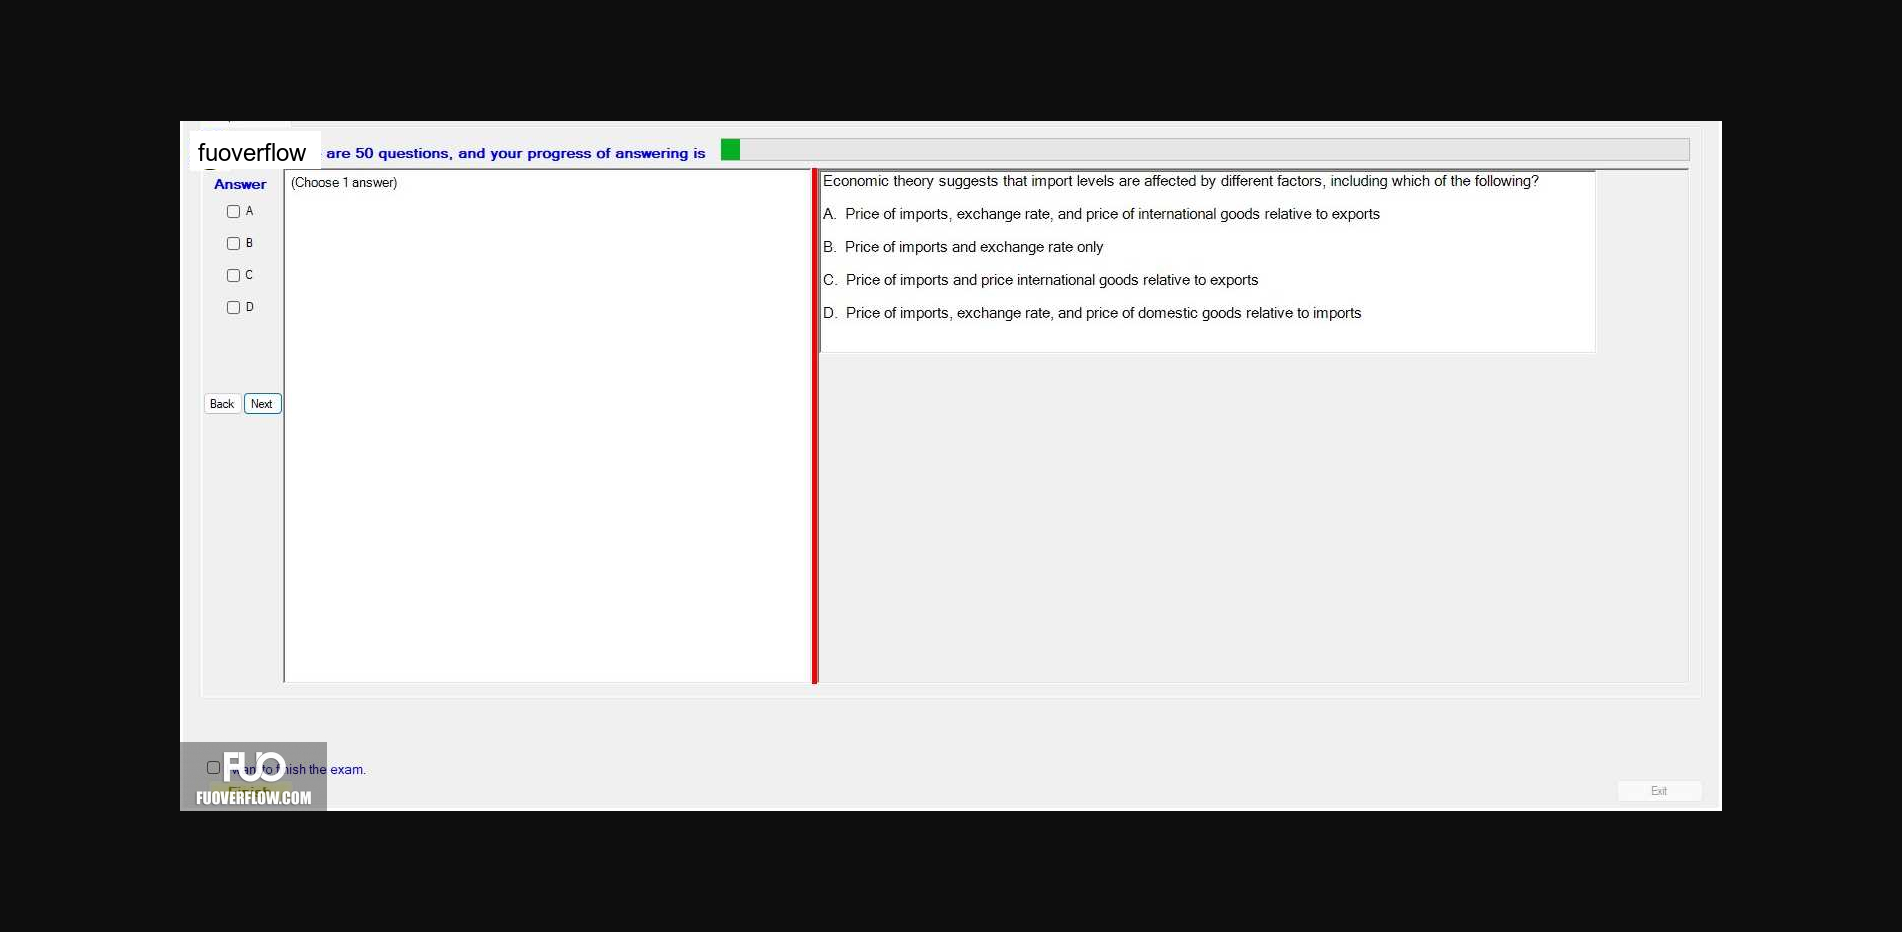 fuoverflow are 50 questions, and your progress of answering is
Answer
(Choose 1 answer)
A
B
C
D
Back Next
Economic theory suggests that import levels are affected by different factors, including which of the following?
A. Price of imports, exchange rate, and price of international goods relative to exports
B. Price of imports and exchange rate only
C. Price of imports and price international goods relative to exports
D. Price of imports, exchange rate, and price of domestic goods relative to imports
FUO
want to finish the exam.
Finish
FUOVERFLOW.COM
Exit